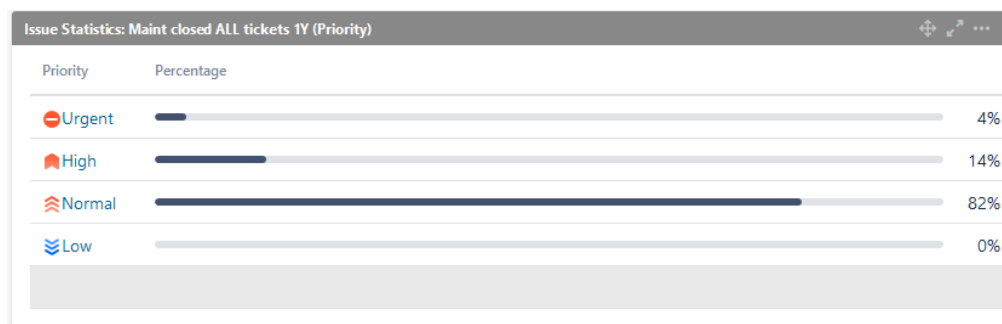 Issue Statistics: Maint closed ALL tickets 1Y (Priority)
Priority Percentage
Urgent 4%
High 14%
Normal 82%
Low 0%